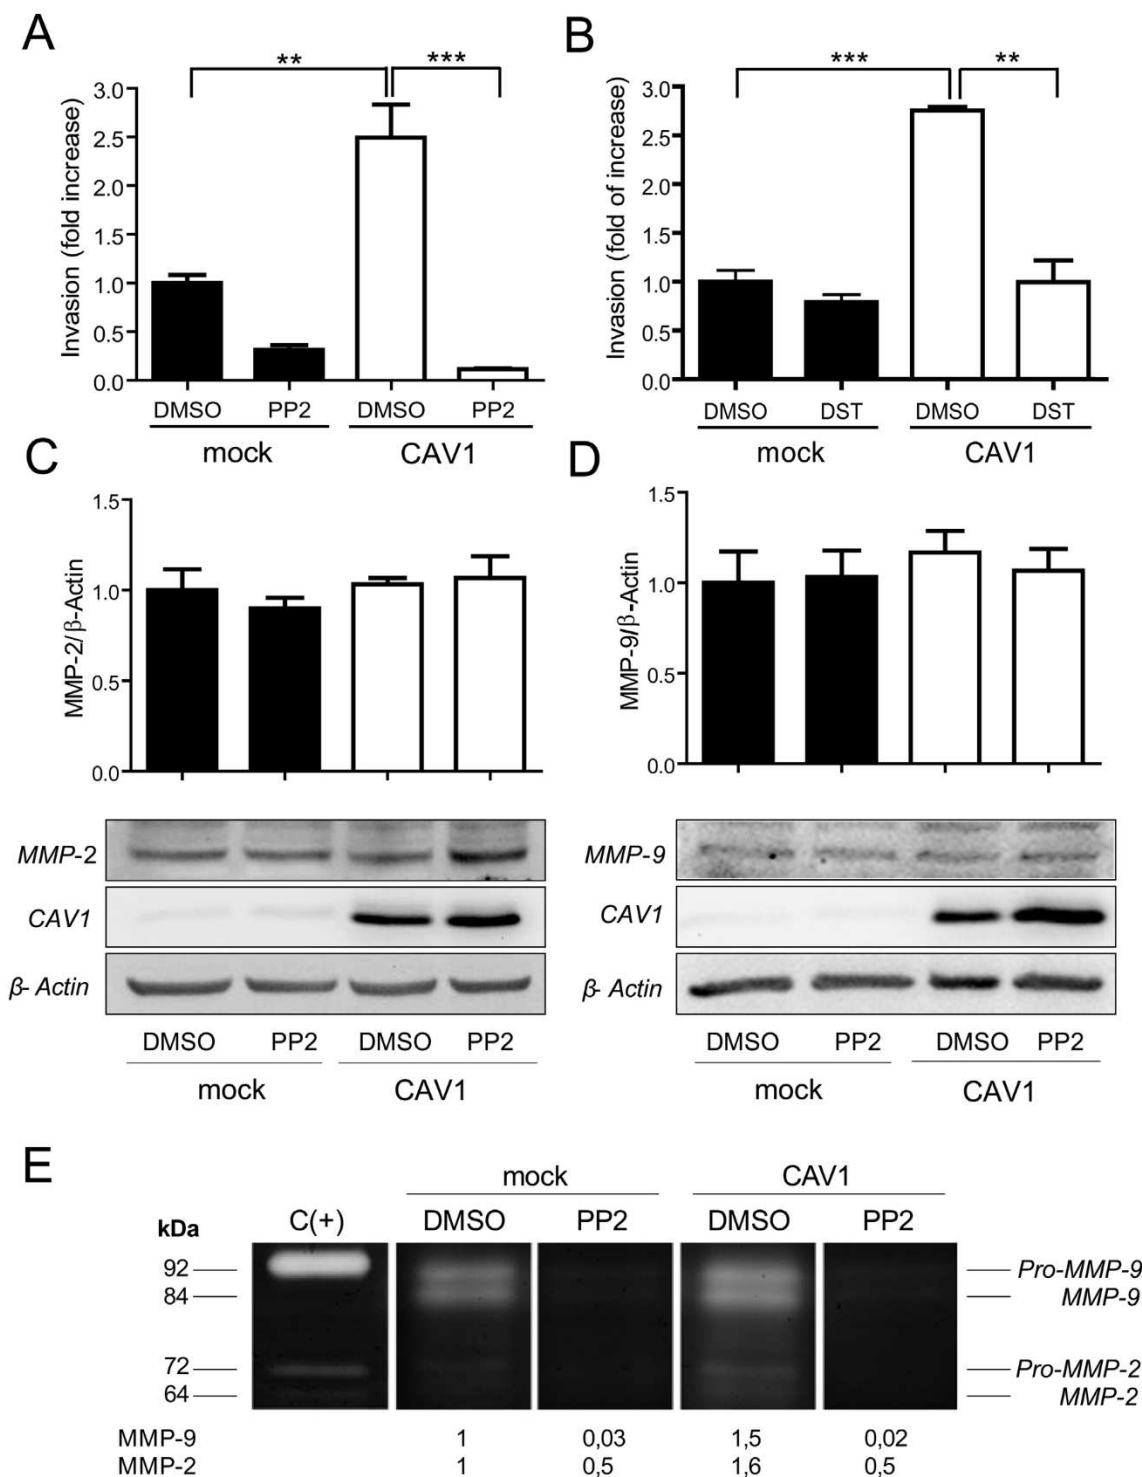 A
** ***
Invasion (fold increase)
3.0
2.5
2.0
1.5
1.0
0.5
0.0
DMSO PP2 DMSO PP2
mock CAV1
B
*** **
Invasion (fold of increase)
3.0
2.5
2.0
1.5
1.0
0.5
0.0
DMSO DST DMSO DST
mock CAV1
C
MMP-2/β-Actin
1.5
1.0
0.5
0.0
MMP-2
CAV1
β- Actin
DMSO PP2 DMSO PP2
mock CAV1
D
MMP-9/β-Actin
1.5
1.0
0.5
0.0
MMP-9
CAV1
β- Actin
DMSO PP2 DMSO PP2
mock CAV1
E
mock CAV1
kDa C(+) DMSO PP2 DMSO PP2
92 Pro-MMP-9
84 MMP-9
72 Pro-MMP-2
64 MMP-2
MMP-9 1 0,03 1,5 0,02
MMP-2 1 0,5 1,6 0,5